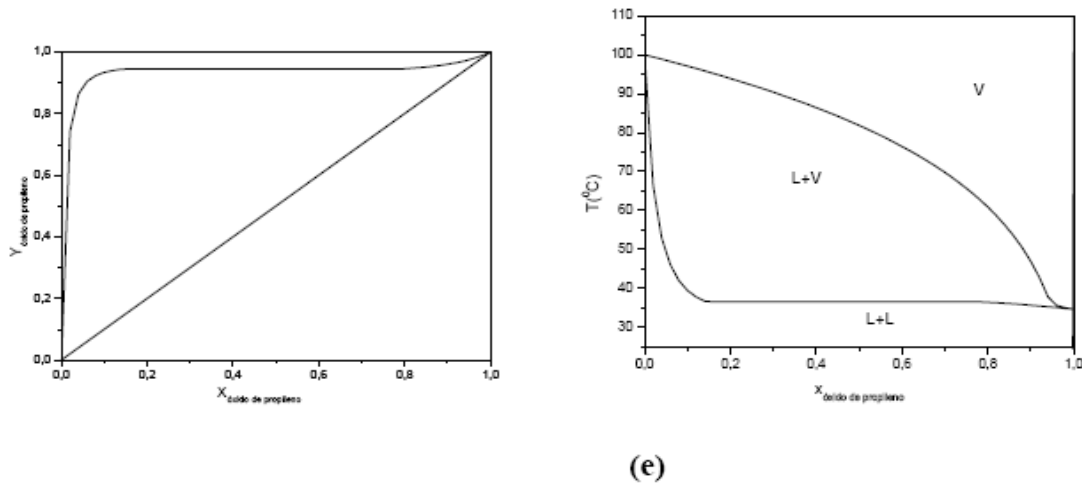 1,0
0,8
0,6
0,4
0,2
0,0
Y óxido de propileno
0,0 0,2 0,4 0,6 0,8 1,0
X óxido de propileno
110
100
90
80
70
60
50
40
30
T(⁰C)
V
L+V
L+L
0,0 0,2 0,4 0,6 0,8 1,0
x óxido de propileno
(e)